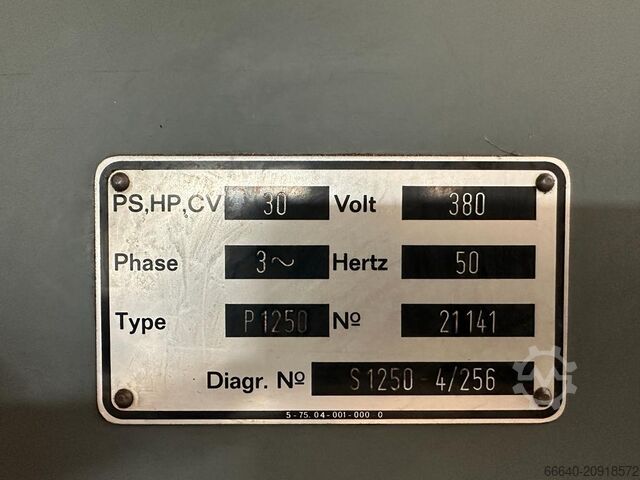 PS,HP,CV 30 Volt 380
Phase 3~ Hertz 50
Type P1250 Nº 21141
Diagr. Nº S1250-4/256
5-75.04-001-000 0
66640-20918572